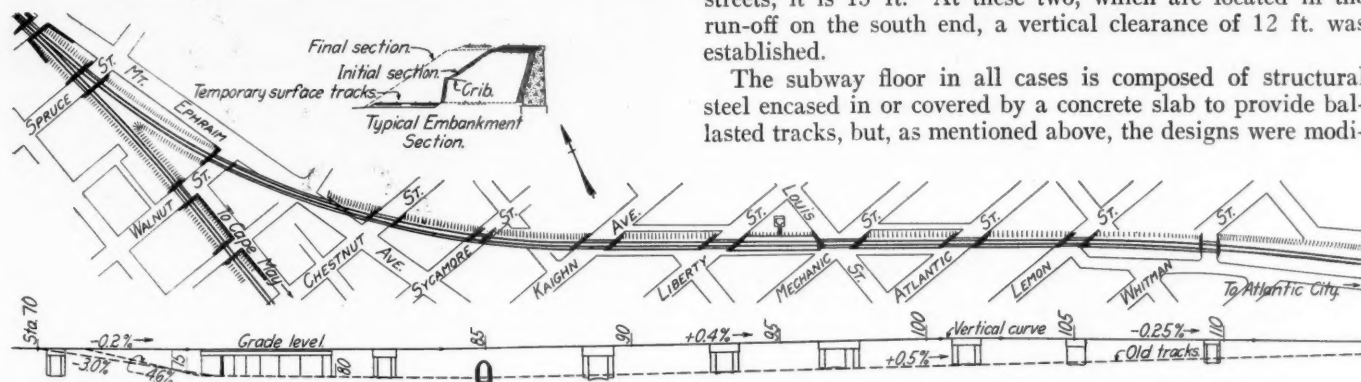 streets, it is 15 ft. At these two, which are located in the
run-off on the south end, a vertical clearance of 12 ft. was
established.
The subway floor in all cases is composed of structural
steel encased in or covered by a concrete slab to provide bal-
lasted tracks, but, as mentioned above, the designs were modi-
Final section
Initial section
Temporary surface tracks
Crib.
Typical Embankment
Section.
SPRUCE ST.
MT. EPHRAIM
WALNUT ST.
To Cape May
CHESTNUT ST.
AVE.
SYCAMORE ST.
KAIGHN AVE.
LIBERTY ST.
Louis
MECHANIC ST.
St.
ATLANTIC ST.
LEMON ST.
WHITMAN ST.
To Atlantic City
Sta. 70
-0.2%
-3.0%
75
Grade level
80
85
90
+0.4%
95
100
+0.5%
Vertical curve
105
-0.25%
110
Old tracks